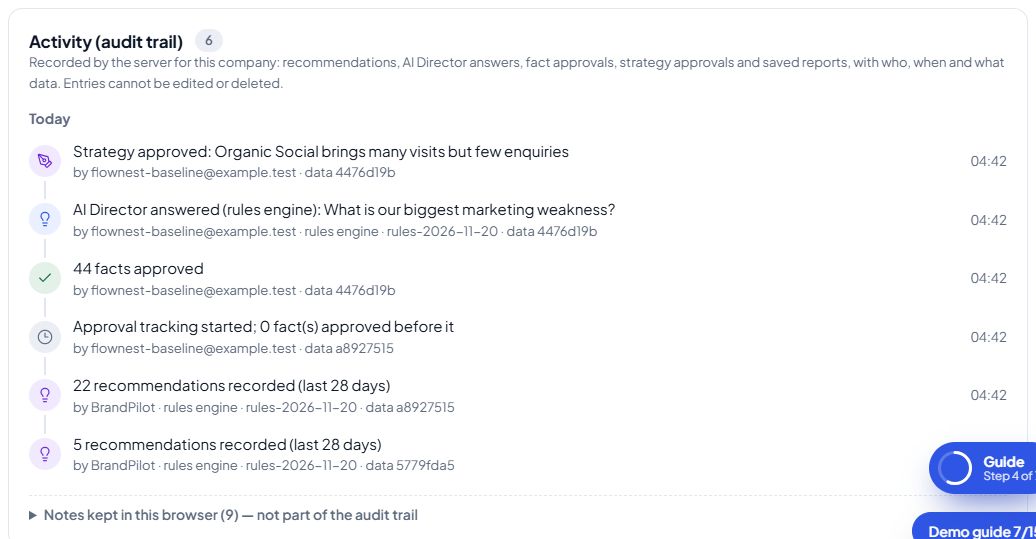 Activity (audit trail) 6
Recorded by the server for this company: recommendations, AI Director answers, fact approvals, strategy approvals and saved reports, with who, when and what
data. Entries cannot be edited or deleted.
Today
Strategy approved: Organic Social brings many visits but few enquiries
by flownest-baseline@example.test · data 4476d19b
04:42
AI Director answered (rules engine): What is our biggest marketing weakness?
by flownest-baseline@example.test · rules engine · rules-2026-11-20 · data 4476d19b
04:42
44 facts approved
by flownest-baseline@example.test · data 4476d19b
04:42
Approval tracking started; 0 fact(s) approved before it
by flownest-baseline@example.test · data a8927515
04:42
22 recommendations recorded (last 28 days)
by BrandPilot · rules engine · rules-2026-11-20 · data a8927515
04:42
5 recommendations recorded (last 28 days)
by BrandPilot · rules engine · rules-2026-11-20 · data 5779fda5
Guide
Step 4 of
Notes kept in this browser (9) — not part of the audit trail
Demo guide 7/15